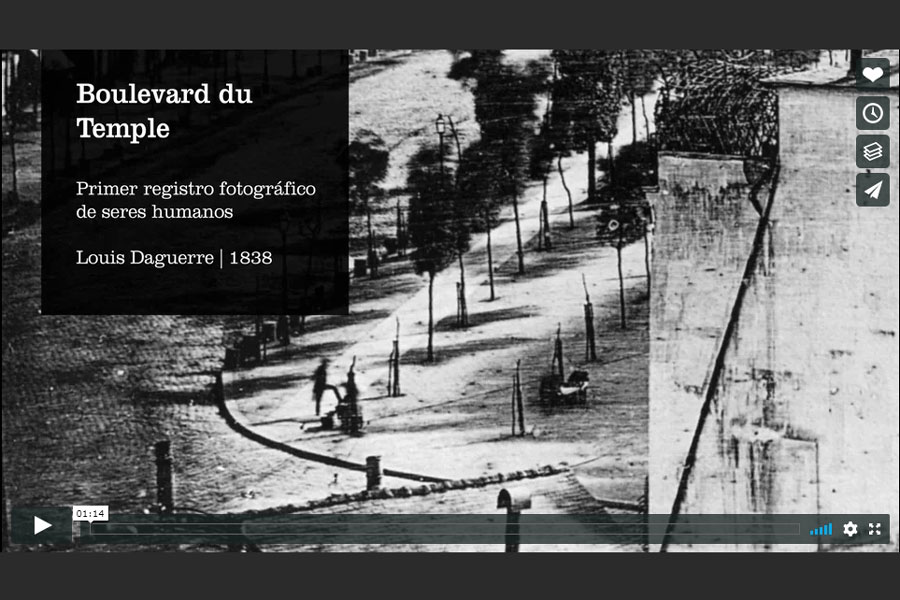 Boulevard du
Temple
Primer registro fotográfico
de seres humanos
Louis Daguerre | 1838
01:14